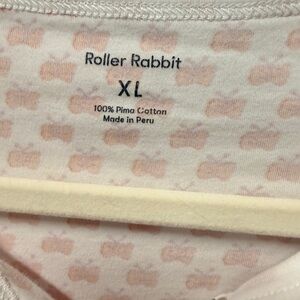 Roller Rabbit
XL
100% Pima Cotton
Made in Peru